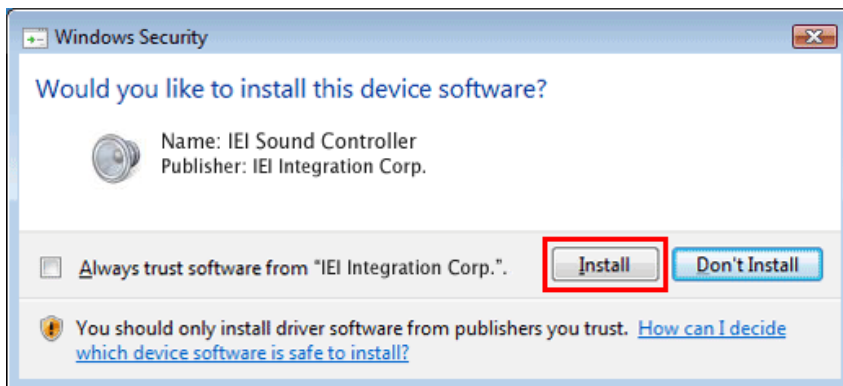 Windows Security
Would you like to install this device software?
Name: IEI Sound Controller
Publisher: IEI Integration Corp.
Always trust software from "IEI Integration Corp.".
Install
Don't Install
You should only install driver software from publishers you trust. How can I decide
which device software is safe to install?